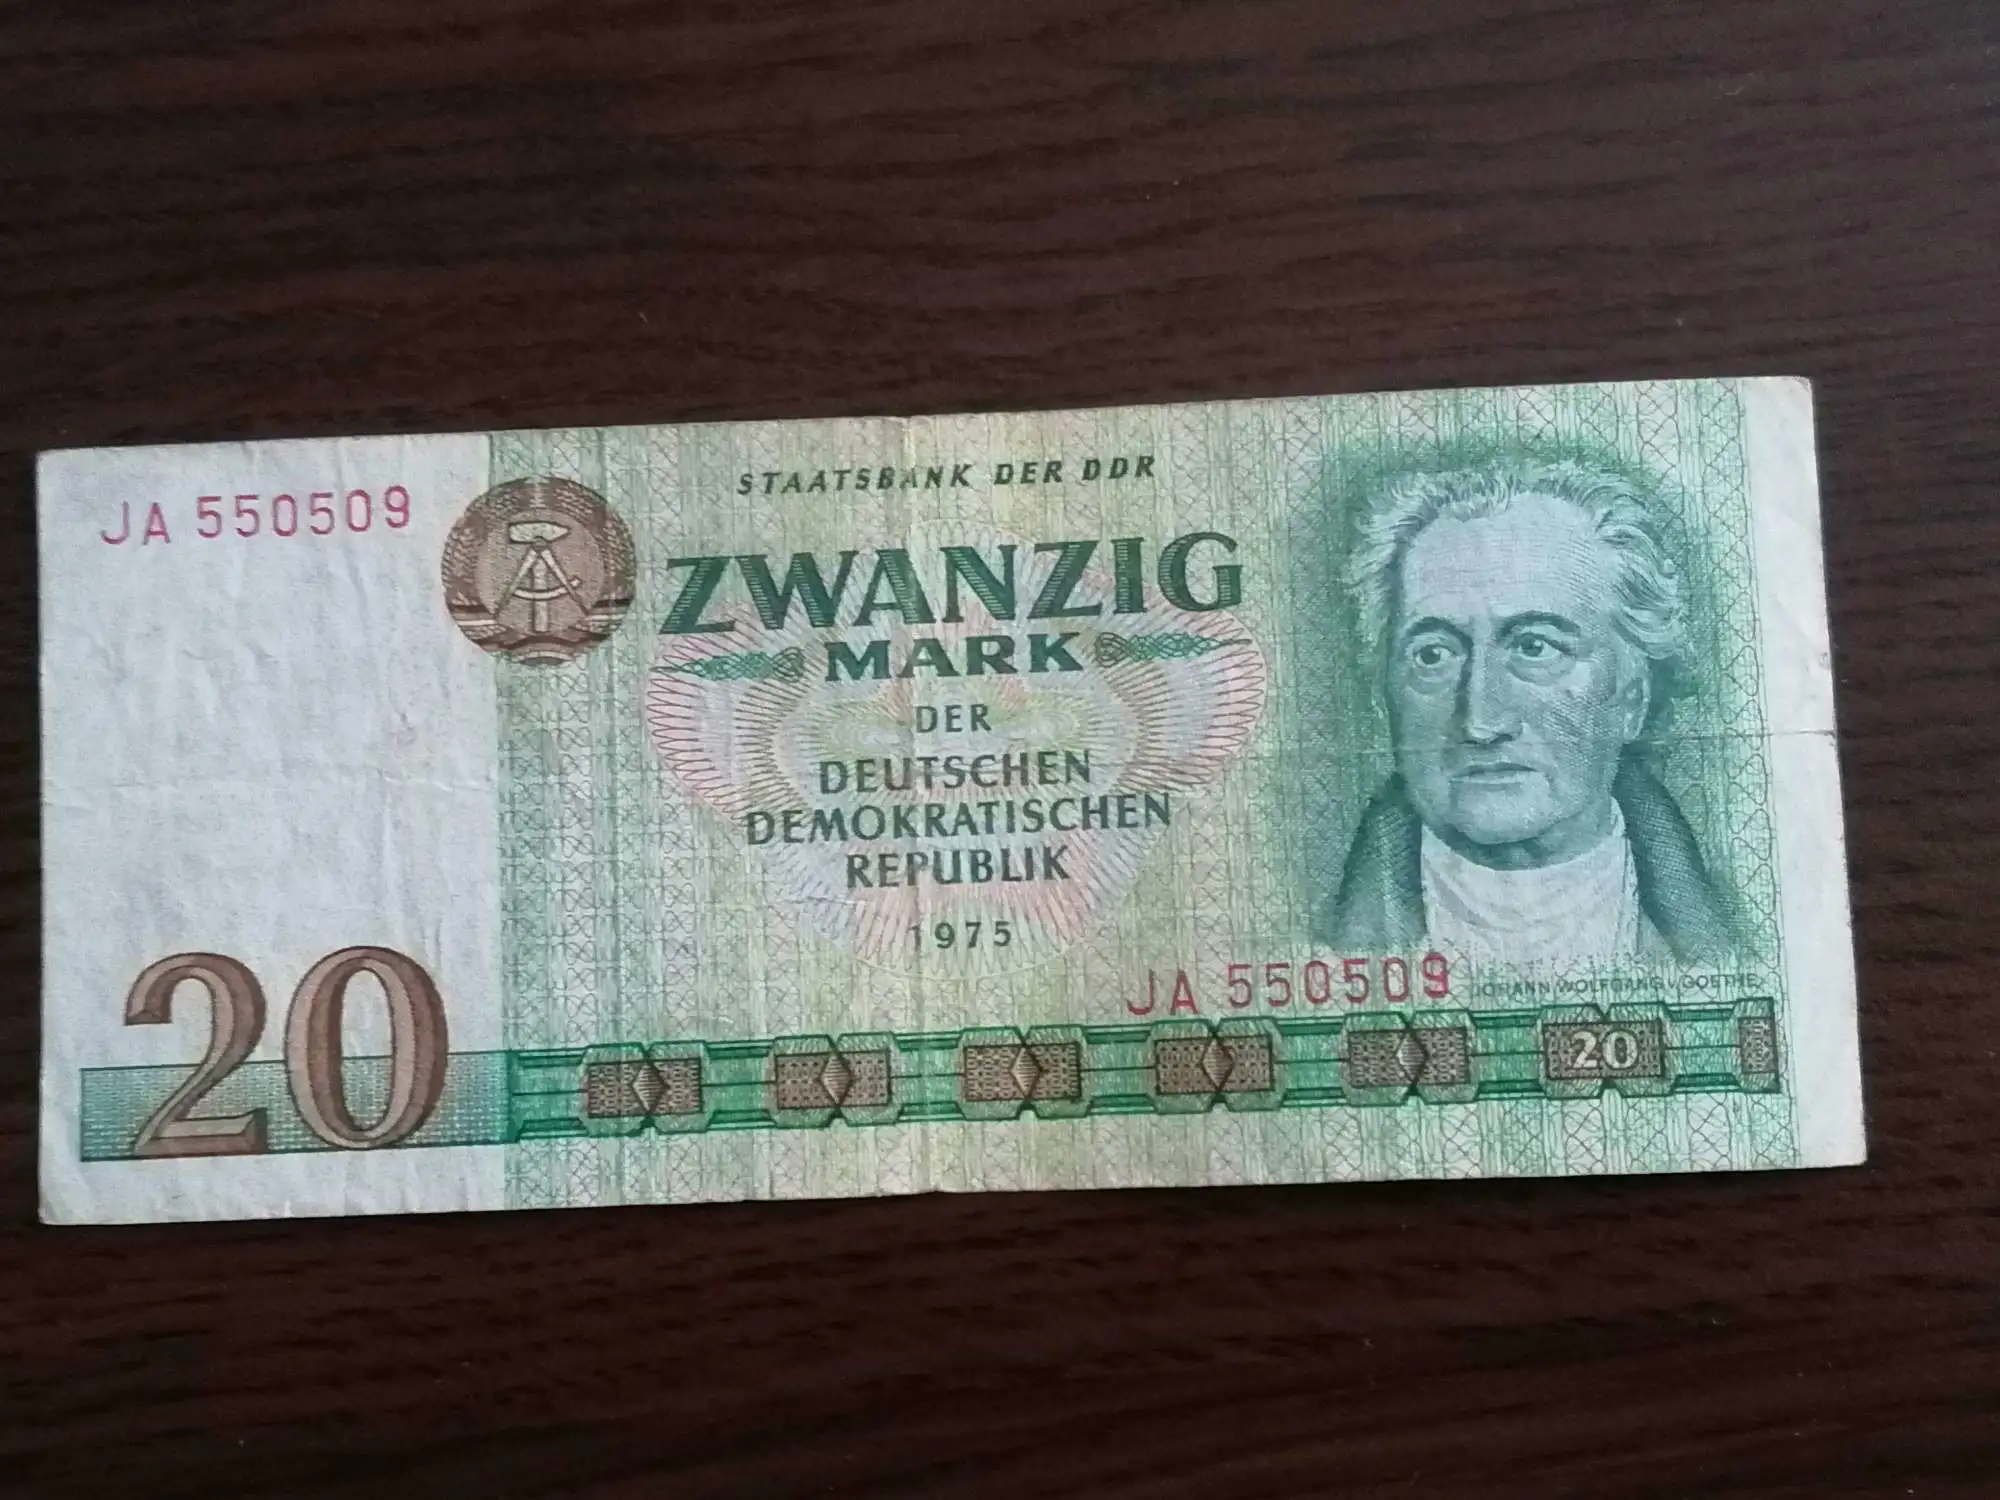 JA 550509
STAATSBANK DER DDR
ZWANZIG
MARK
DER
DEUTSCHEN
DEMOKRATISCHEN
REPUBLIK
1975
JA 550509
JOHANN WOLFGANG V. GOETHE
20
20